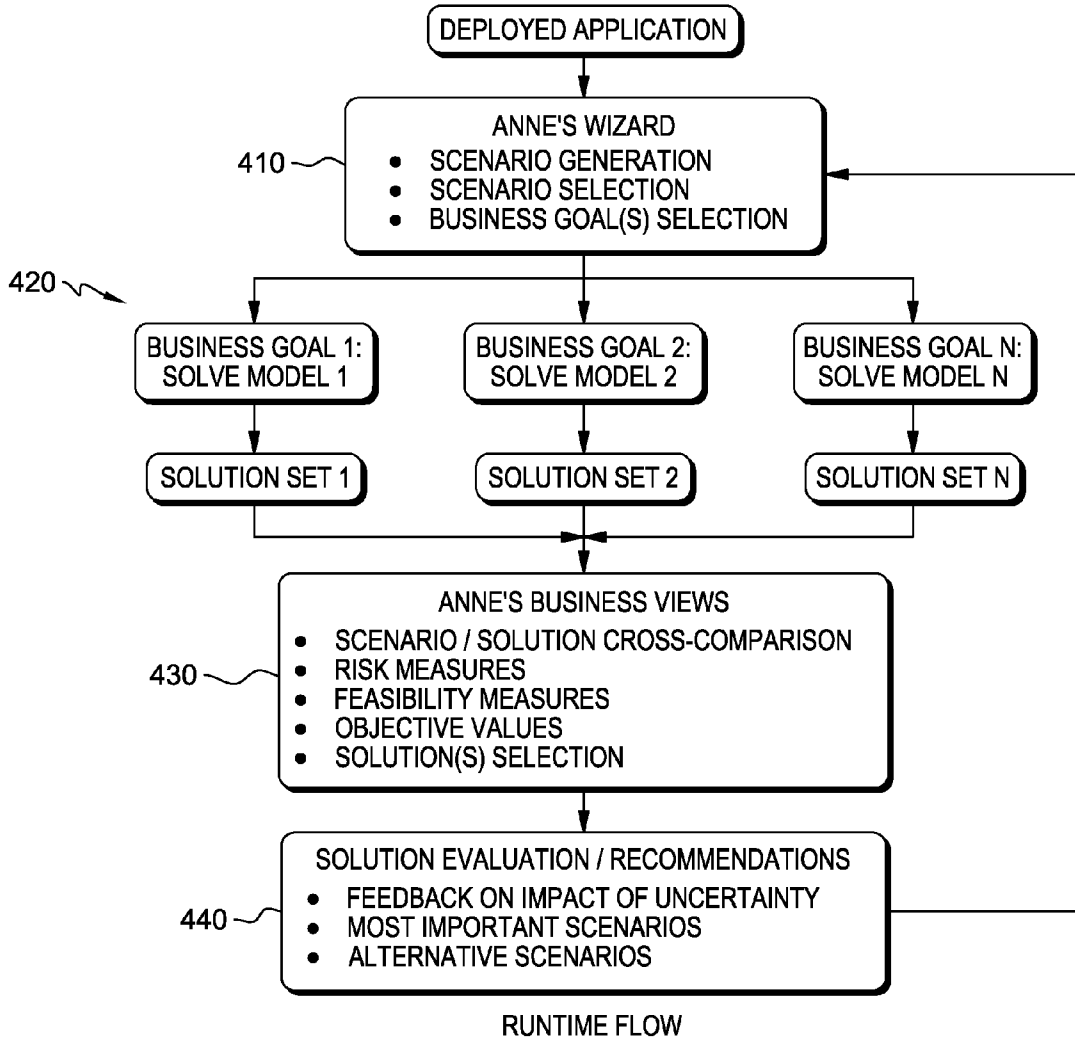 DEPLOYED APPLICATION
ANNE'S WIZARD
410
• SCENARIO GENERATION
• SCENARIO SELECTION
• BUSINESS GOAL(S) SELECTION
420
BUSINESS GOAL 1:
SOLVE MODEL 1
BUSINESS GOAL 2:
SOLVE MODEL 2
BUSINESS GOAL N:
SOLVE MODEL N
SOLUTION SET 1
SOLUTION SET 2
SOLUTION SET N
ANNE'S BUSINESS VIEWS
• SCENARIO / SOLUTION CROSS-COMPARISON
430
• RISK MEASURES
• FEASIBILITY MEASURES
• OBJECTIVE VALUES
• SOLUTION(S) SELECTION
SOLUTION EVALUATION / RECOMMENDATIONS
• FEEDBACK ON IMPACT OF UNCERTAINTY
440
• MOST IMPORTANT SCENARIOS
• ALTERNATIVE SCENARIOS
RUNTIME FLOW